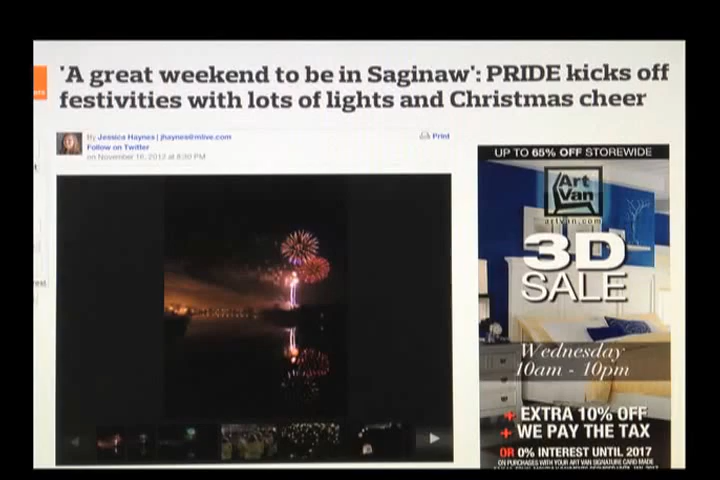 'A great weekend to be in Saginaw': PRIDE kicks off
festivities with lots of lights and Christmas cheer
By Jessica Haynes | jhaynes@mlive.com
Follow on Twitter
on November 16, 2012 at 8:30 PM
Print
UP TO 65% OFF STOREWIDE
Art
Van
artvan.com
3D
SALE
Wednesday
10am - 10pm
+ EXTRA 10% OFF
+ WE PAY THE TAX
OR 0% INTEREST UNTIL 2017
ON PURCHASES WITH YOUR ART VAN SIGNATURE CARD MADE